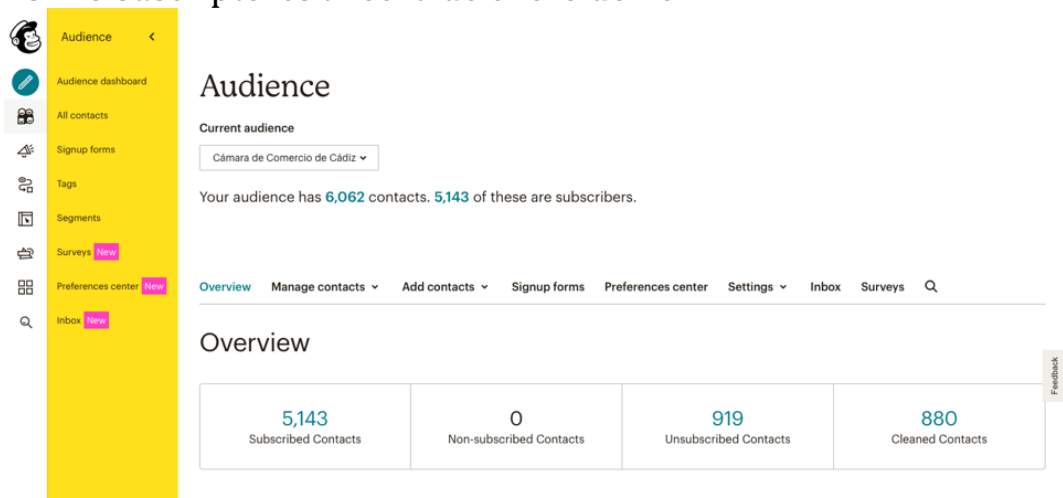 Audience
Audience dashboard
All contacts
Signup forms
Tags
Segments
Surveys New
Preferences center New
Inbox New
Audience
Current audience
Cámara de Comercio de Cádiz
Your audience has 6,062 contacts. 5,143 of these are subscribers.
Overview Manage contacts Add contacts Signup forms Preferences center Settings Inbox Surveys
Overview
5,143 0 919 880
Subscribed Contacts Non-subscribed Contacts Unsubscribed Contacts Cleaned Contacts
Feedback